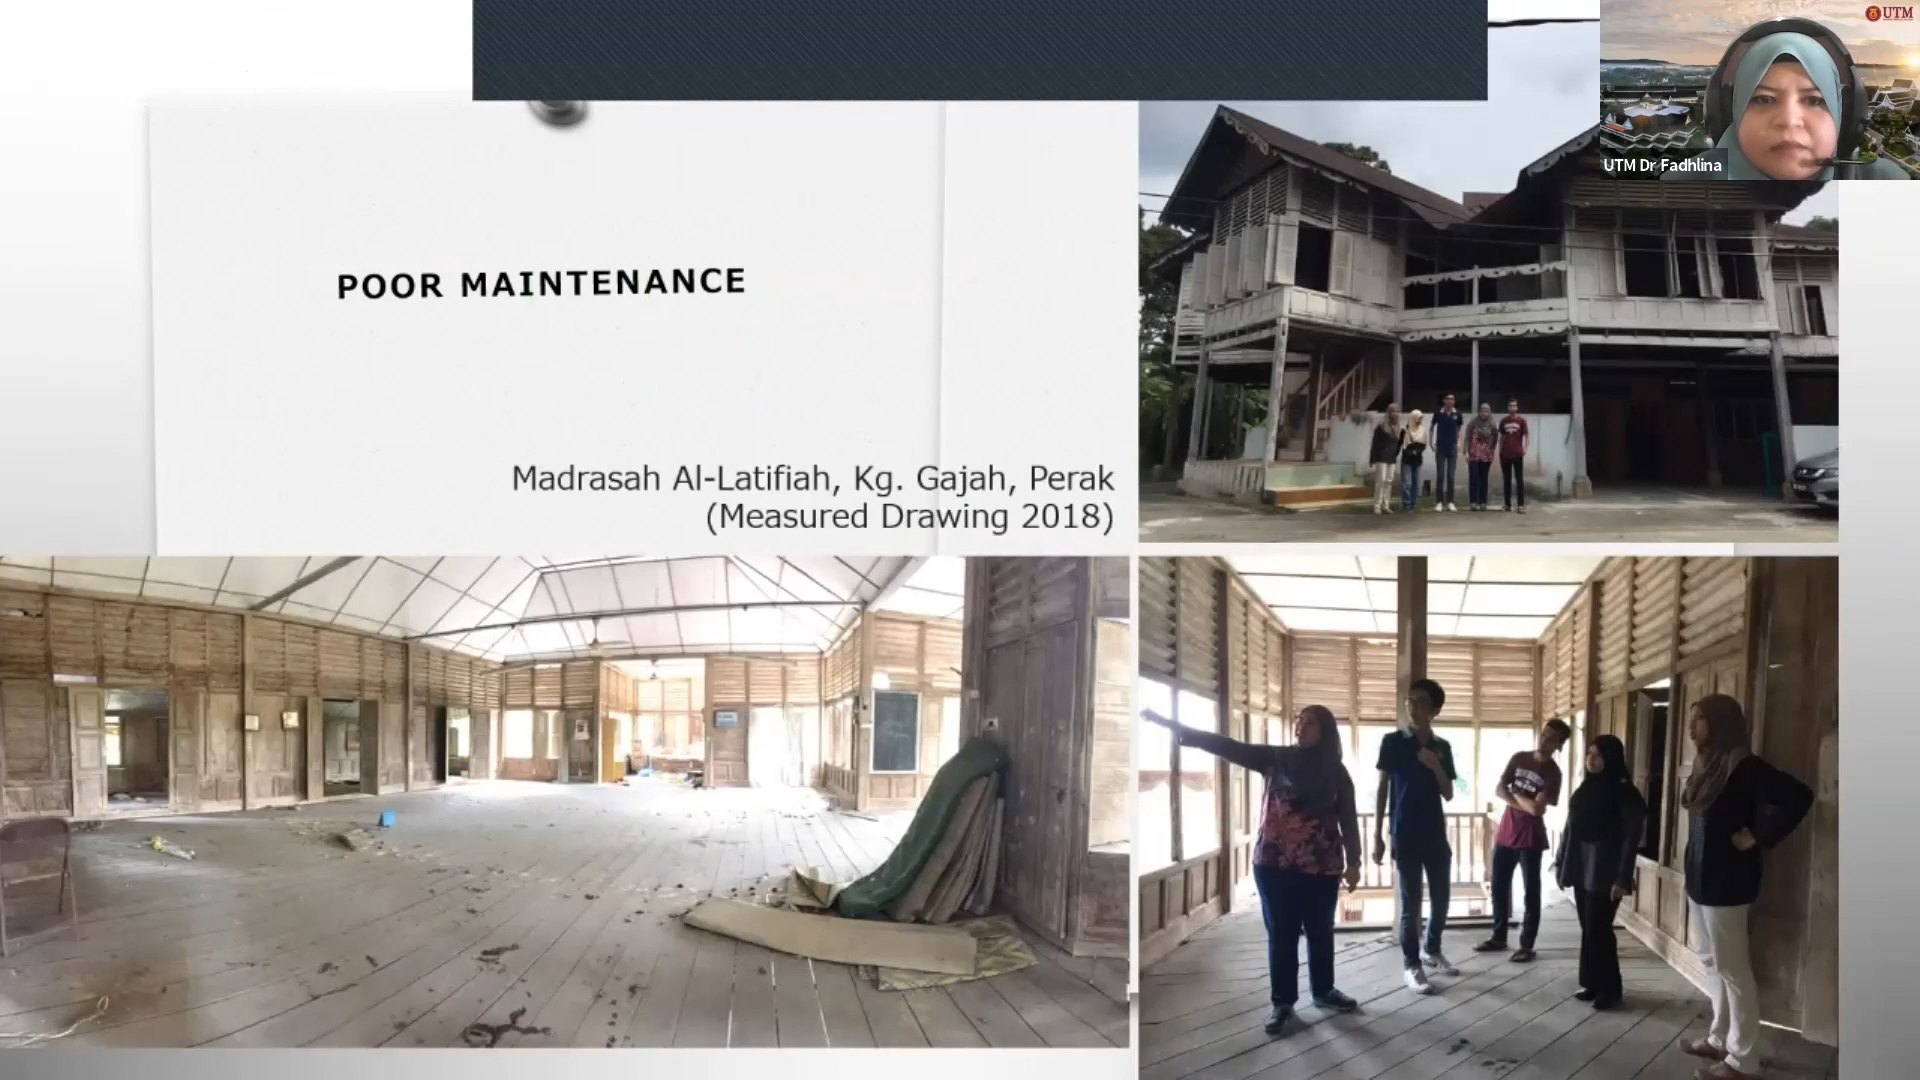 POOR MAINTENANCE
Madrasah Al-Latifiah, Kg. Gajah, Perak
(Measured Drawing 2018)
UTM
UTM Dr Fadhlina